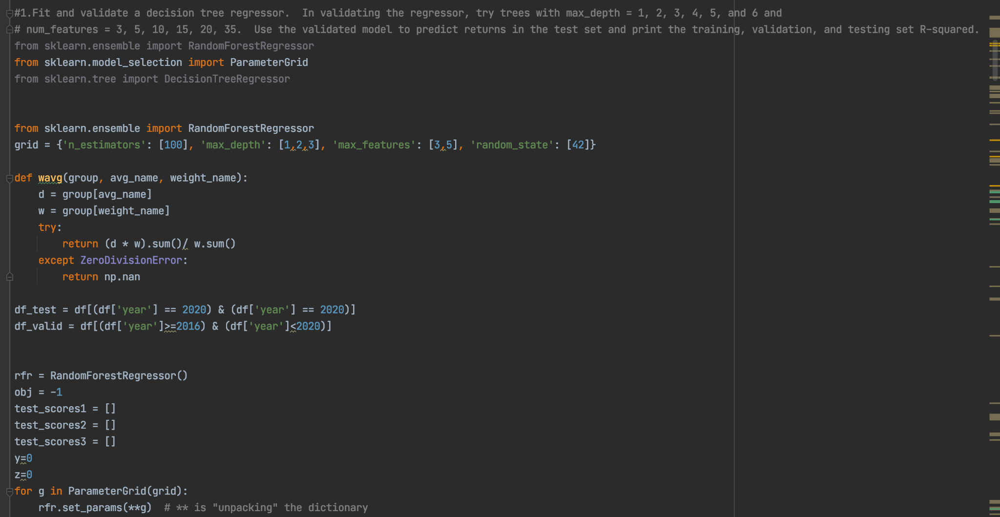 #1.Fit and validate a decision tree regressor.  In validating the regressor, try trees with max_depth = 1, 2, 3, 4, 5, and 6 and
# num_features = 3, 5, 10, 15, 20, 35.  Use the validated model to predict returns in the test set and print the training, validation, and testing set R-squared.
from sklearn.ensemble import RandomForestRegressor
from sklearn.model_selection import ParameterGrid
from sklearn.tree import DecisionTreeRegressor
from sklearn.ensemble import RandomForestRegressor
grid = {'n_estimators': [100], 'max_depth': [1,2,3], 'max_features': [3,5], 'random_state': [42]}
def wavg(group, avg_name, weight_name):
    d = group[avg_name]
    w = group[weight_name]
    try:
        return (d * w).sum()/ w.sum()
    except ZeroDivisionError:
        return np.nan
df_test = df[(df['year'] == 2020) & (df['year'] == 2020)]
df_valid = df[(df['year']>=2016) & (df['year']<2020)]
rfr = RandomForestRegressor()
obj = -1
test_scores1 = []
test_scores2 = []
test_scores3 = []
y=0
z=0
for g in ParameterGrid(grid):
    rfr.set_params(**g)  # ** is "unpacking" the dictionary